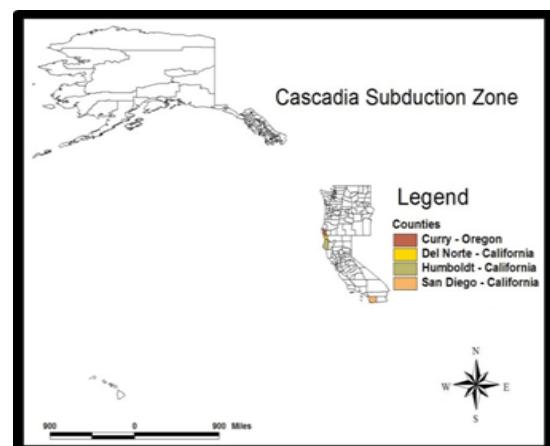 Cascadia Subduction Zone
Legend
Counties
Curry - Oregon
Del Norte - California
Humboldt - California
San Diego - California
N
W E
S
900 0 900 Miles